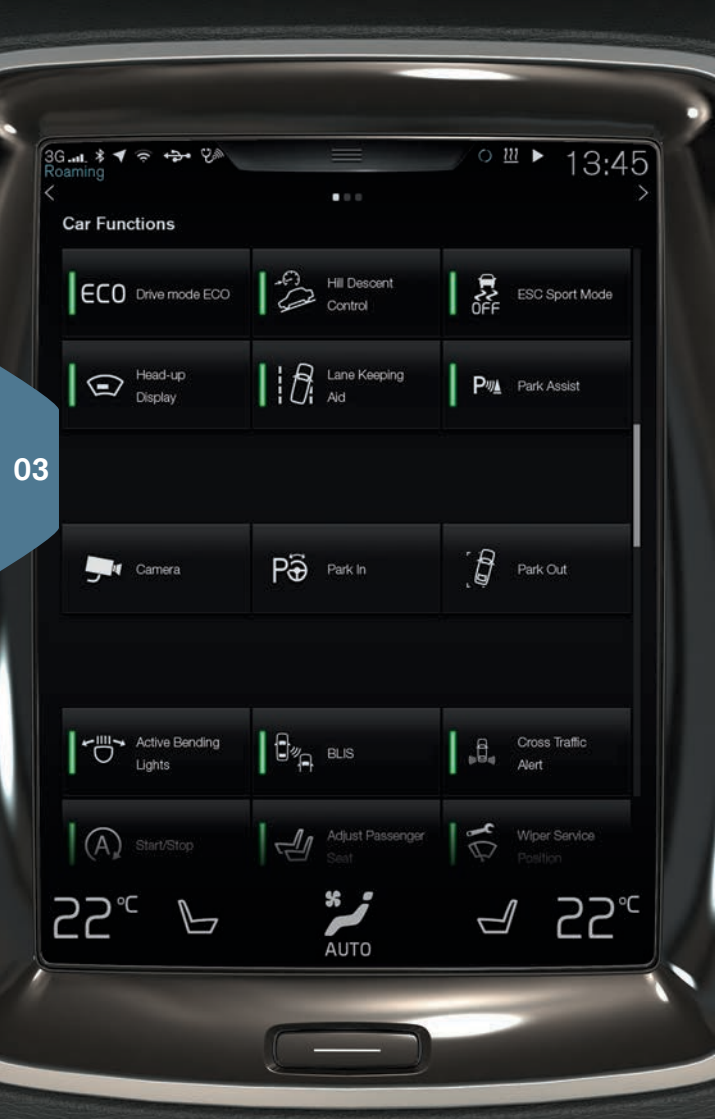 3G
Roaming
13:45
Car Functions
ECO Drive mode ECO
Hill Descent
Control
OFF
ESC Sport Mode
Head-up
Display
Lane Keeping
Aid
P Park Assist
03
Camera
P Park In
Park Out
Active Bending
Lights
BLIS
Cross Traffic
Alert
A Start/Stop
Adjust Passenger
Seat
Wiper Service
Position
22°C
AUTO
22°C